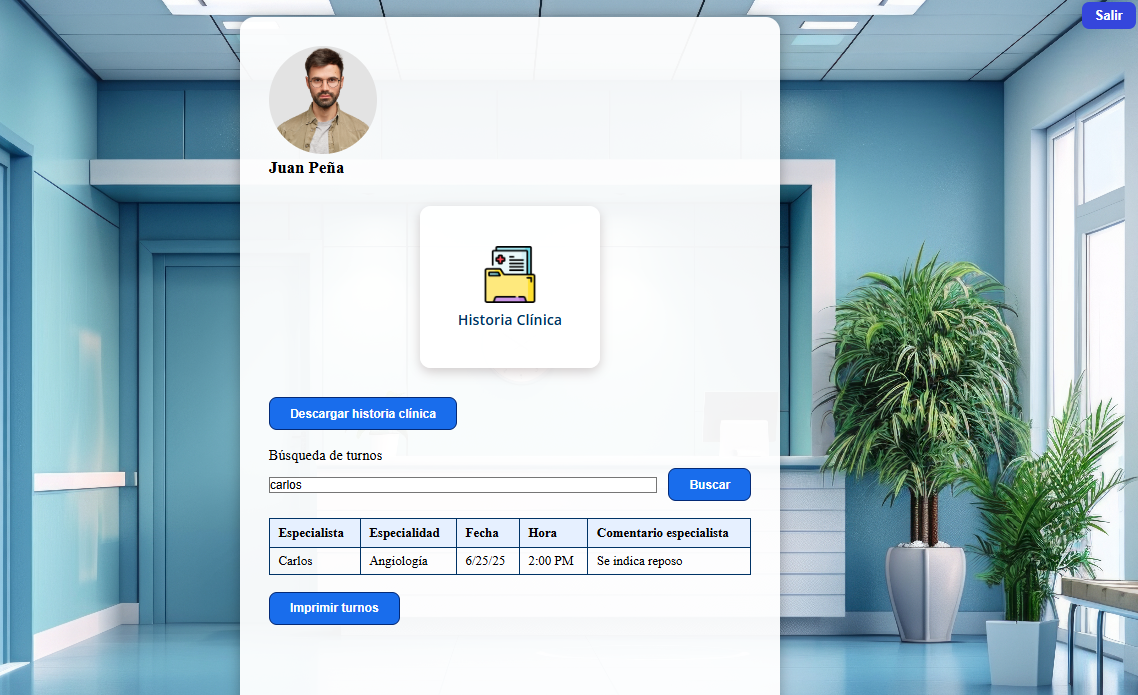 Salir
Juan Peña
Historia Clínica
Descargar historia clínica
Búsqueda de turnos
carlos
Buscar
Especialista Especialidad Fecha Hora Comentario especialista
Carlos Angiología 6/25/25 2:00 PM Se indica reposo
Imprimir turnos